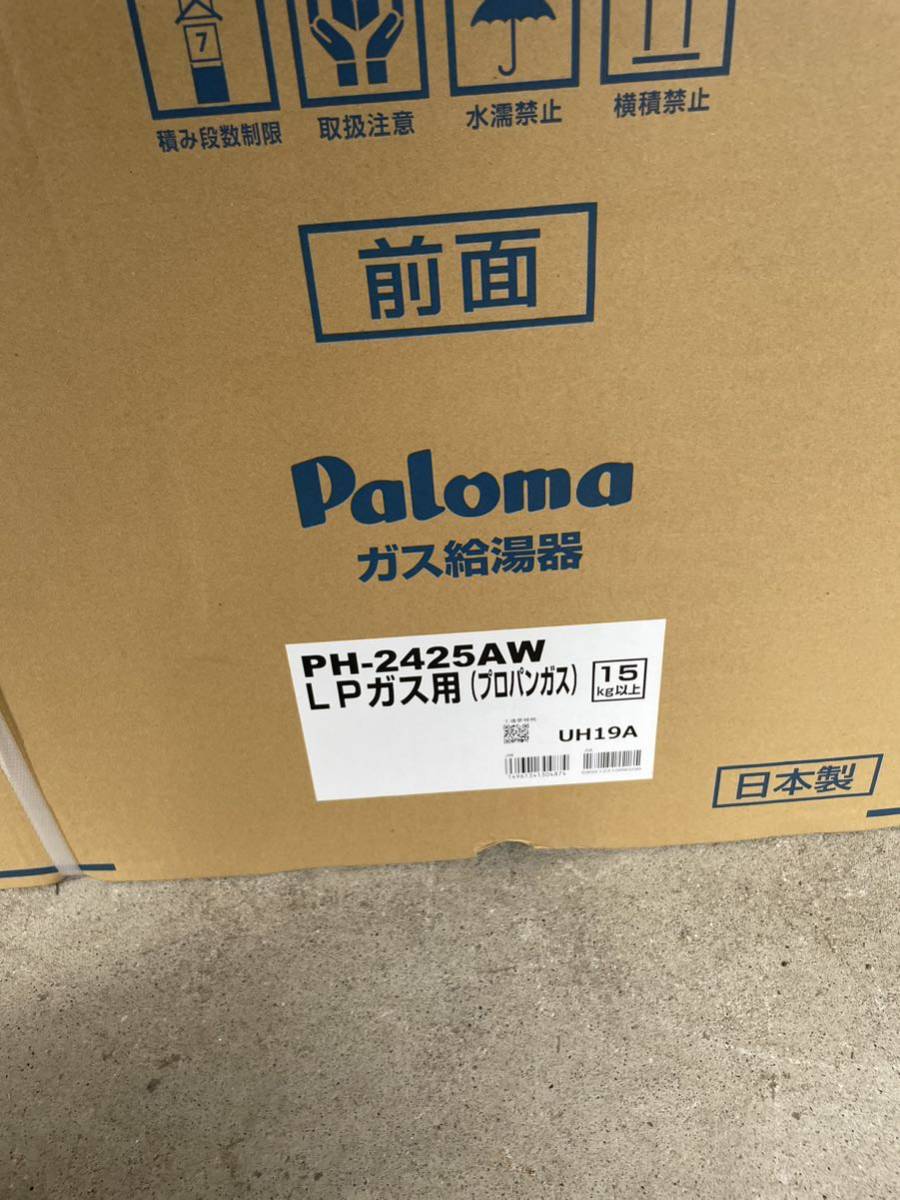 7
積み段数制限 取扱注意 水濡禁止 横積禁止
前面
Paloma
ガス給湯器
PH-2425AW
LPガス用(プロパンガス) 15 kg以上
UH19A
日本製